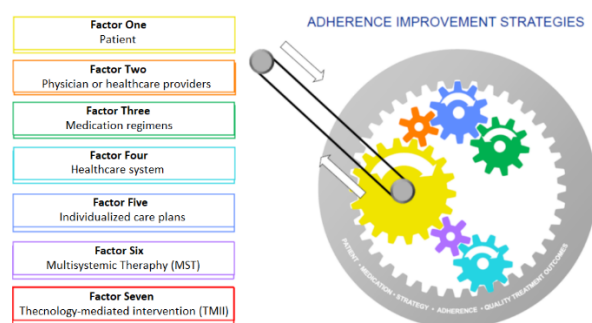 Factor One
Patient
Factor Two
Physician or healthcare providers
Factor Three
Medication regimens
Factor Four
Healthcare system
Factor Five
Individualized care plans
Factor Six
Multisystemic Theraphy (MST)
Factor Seven
Thecnology-mediated intervention (TMII)
ADHERENCE IMPROVEMENT STRATEGIES
PATIENT • MEDICATION • STRATEGY • ADHERENCE • QUALITY TREATMENT OUTCOMES